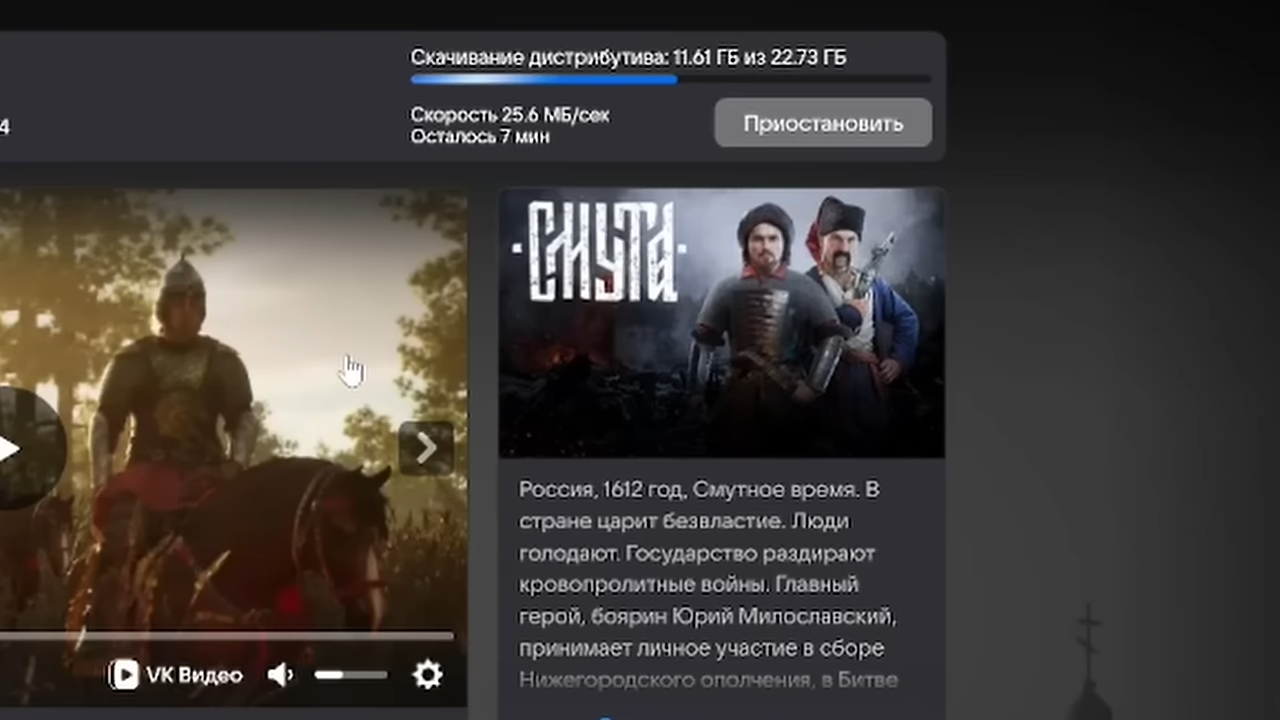 Скачивание дистрибутива: 11.61 ГБ из 22.73 ГБ
4
Скорость 25.6 МБ/сек
Осталось 7 мин
Приостановить
СМУТА
Россия, 1612 год, Смутное время. В
стране царит безвластие. Люди
голодают. Государство раздирают
кровопролитные войны. Главный
герой, боярин Юрий Милославский,
принимает личное участие в сборе
Нижегородского ополчения, в Битве
VK Видео